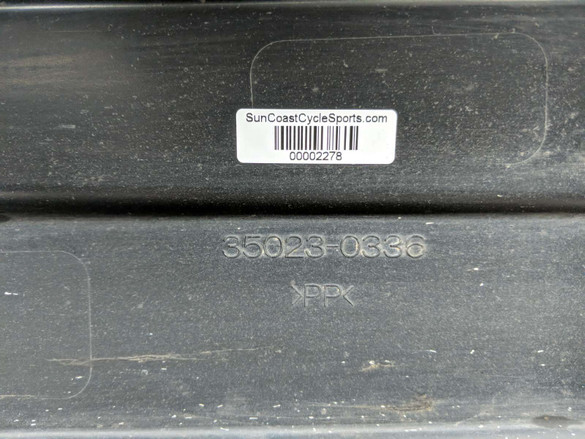 SunCoastCycleSports.com
00002278
35023-0336
>PP<